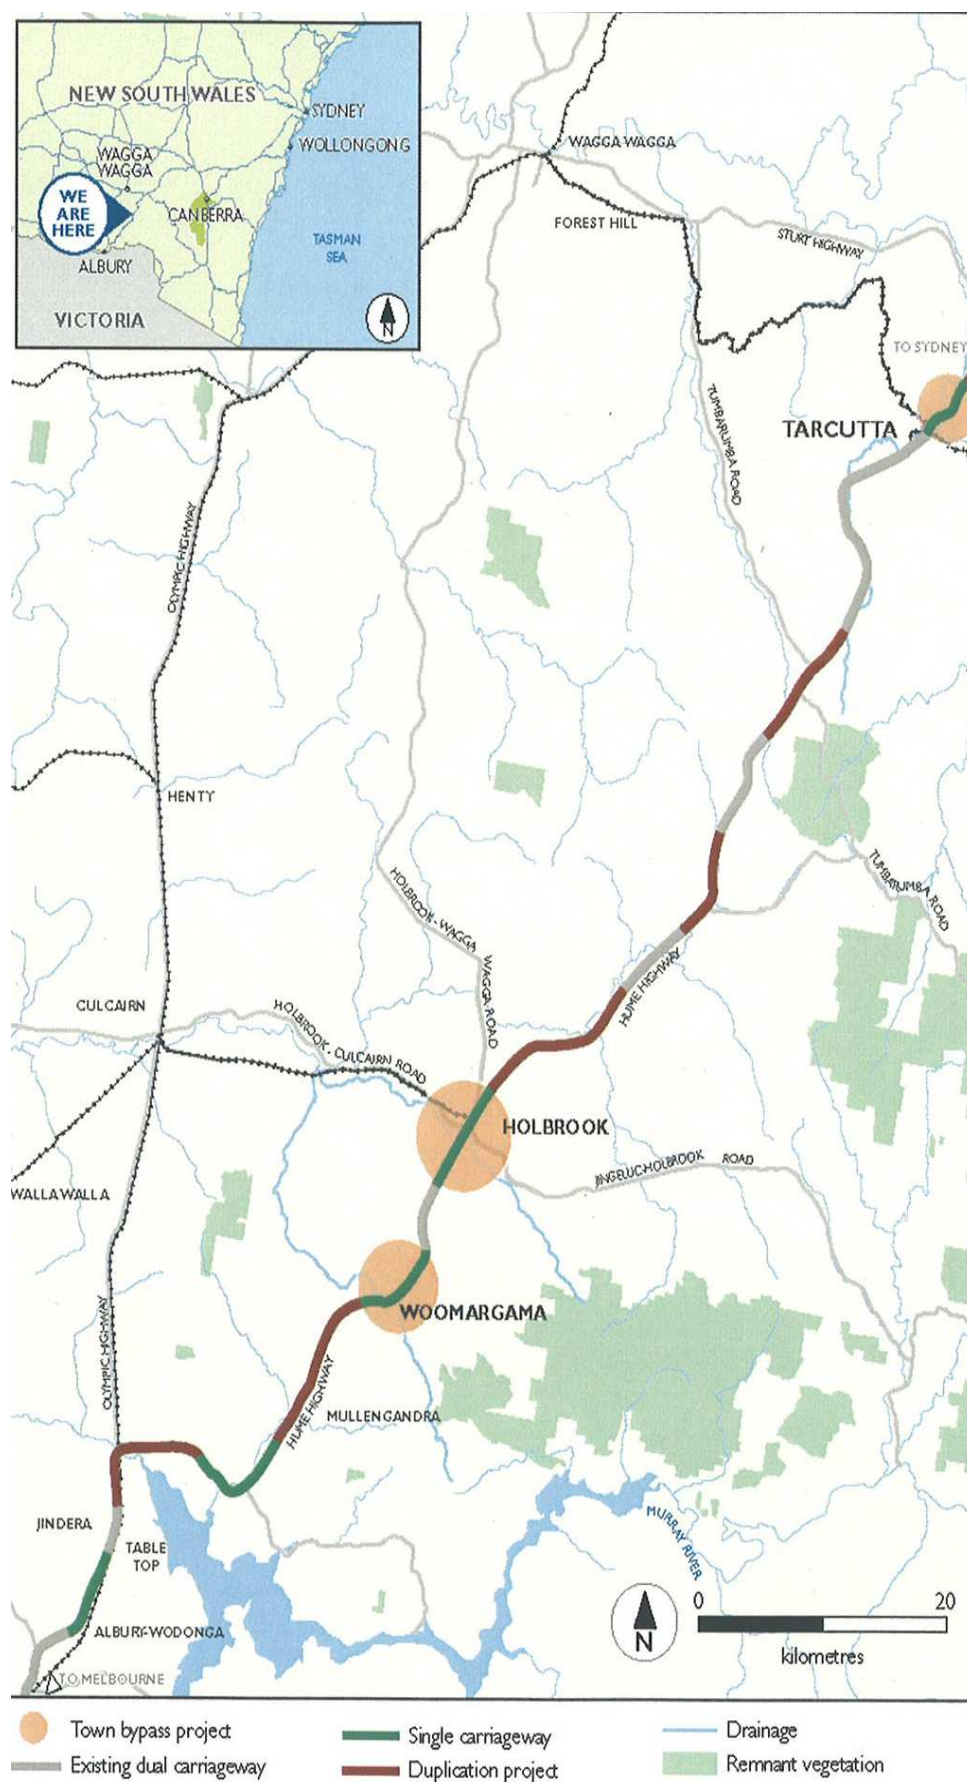 NEW SOUTH WALES
SYDNEY
WOLLONGONG
WAGGA
WAGGA
WE
ARE
HERE
CANBERRA
TASMAN
SEA
ALBURY
VICTORIA
N
WAGGA WAGGA
FOREST HILL
STURT HIGHWAY
TO SYDNEY
TARCUTTA
TUMBARUMBA ROAD
OLYMPIC HIGHWAY
HENTY
HOLBROOK - WAGGA
WAGGA ROAD
TUMBATUMBA ROAD
HUME HIGHWAY
CULCAIRN
HOLBROOK - CULCAIRN ROAD
HOLBROOK
JINGELUC-HOLBROOK ROAD
WALLA WALLA
WOOMARGAMA
OLYMPIC HIGHWAY
HUME HIGHWAY
MULLENGANDRA
JINDERA
TABLE
TOP
MURRAY RIVER
ALBURY-WODONGA
TO MELBOURNE
N
0 20
kilometres
Town bypass project
Single carriageway
Drainage
Existing dual carriageway
Duplication project
Remnant vegetation